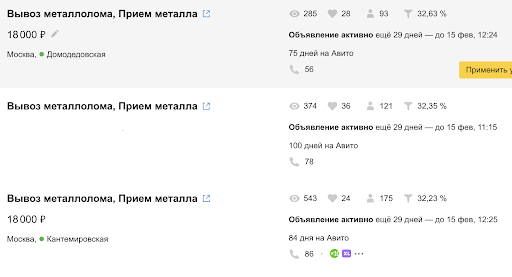 Вывоз металлолома, Прием металла
285 28 93 32,63 %
18 000 ₽
Объявление активно ещё 29 дней — до 15 фев, 12:24
Москва, Домодедовская
75 дней на Авито
56
Применить у
Вывоз металлолома, Прием металла
374 36 121 32,35 %
Объявление активно ещё 29 дней — до 15 фев, 11:15
100 дней на Авито
78
Вывоз металлолома, Прием металла
543 24 175 32,23 %
18 000 ₽
Объявление активно ещё 29 дней — до 15 фев, 12:25
Москва, Кантемировская
84 дня на Авито
86 · XL ···